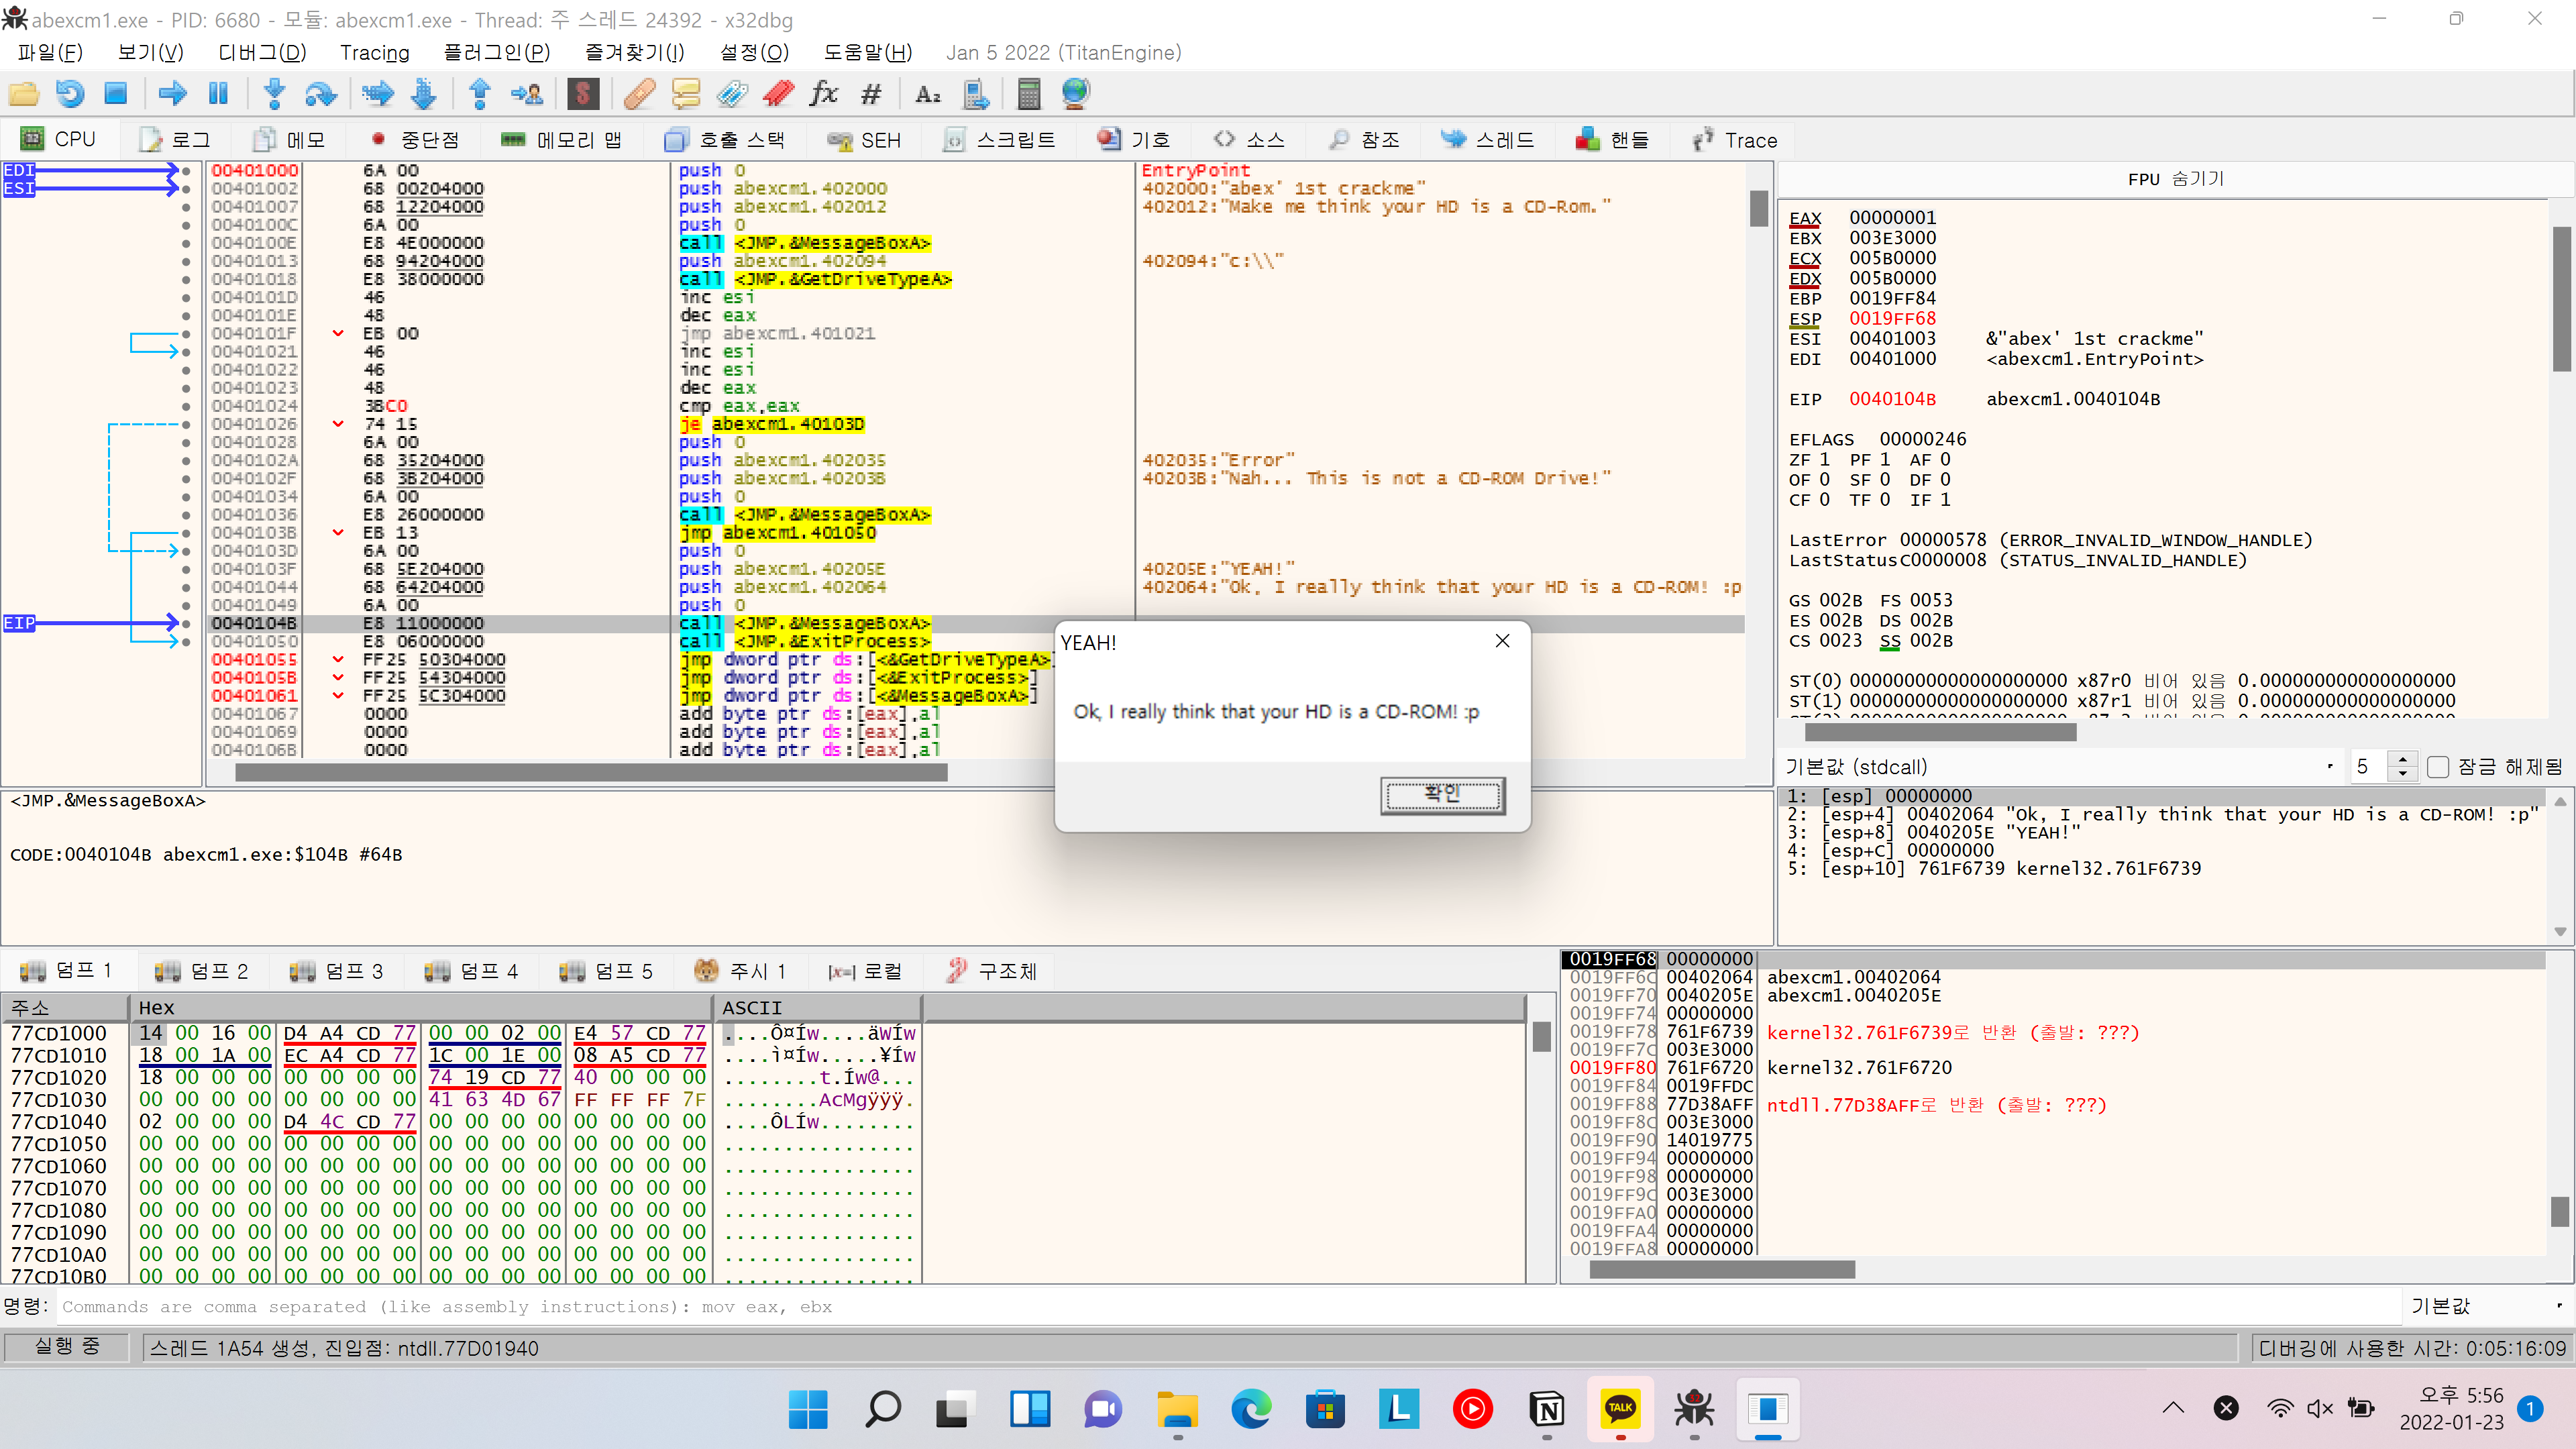 abexcm1.exe - PID: 6680 - 모듈: abexcm1.exe - Thread: 주 스레드 24392 - x32dbg
파일(F) 보기(V) 디버그(D) Tracing 플러그인(P) 즐겨찾기(I) 설정(O) 도움말(H) Jan 5 2022 (TitanEngine)
CPU 로그 메모 중단점 메모리 맵 호출 스택 SEH 스크립트 기호 소스 참조 스레드 핸들 Trace
EDI 00401000 6A 00 push 0 EntryPoint
ESI 00401002 68 00204000 push abexcm1.402000 402000:"abex' 1st crackme"
00401007 68 12204000 push abexcm1.402012 402012:"Make me think your HD is a CD-Rom."
0040100C 6A 00 push 0
0040100E E8 4E000000 call <JMP.&MessageBoxA>
00401013 68 94204000 push abexcm1.402094 402094:"c:\\"
00401018 E8 38000000 call <JMP.&GetDriveTypeA>
0040101D 46 inc esi
0040101E 48 dec eax
0040101F EB 00 jmp abexcm1.401021
00401021 46 inc esi
00401022 46 inc esi
00401023 48 dec eax
00401024 3BC0 cmp eax,eax
00401026 74 15 je abexcm1.40103D
00401028 6A 00 push 0
0040102A 68 35204000 push abexcm1.402035 402035:"Error"
0040102F 68 3B204000 push abexcm1.40203B 40203B:"Nah... This is not a CD-ROM Drive!"
00401034 6A 00 push 0
00401036 E8 26000000 call <JMP.&MessageBoxA>
0040103B EB 13 jmp abexcm1.401050
0040103D 6A 00 push 0
0040103F 68 5E204000 push abexcm1.40205E 40205E:"YEAH!"
00401044 68 64204000 push abexcm1.402064 402064:"Ok, I really think that your HD is a CD-ROM! :p
00401049 6A 00 push 0
EIP 0040104B E8 11000000 call <JMP.&MessageBoxA>
00401050 E8 06000000 call <JMP.&ExitProcess>
00401055 FF25 50304000 jmp dword ptr ds:[<&GetDriveTypeA>]
0040105B FF25 54304000 jmp dword ptr ds:[<&ExitProcess>]
00401061 FF25 5C304000 jmp dword ptr ds:[<&MessageBoxA>]
00401067 0000 add byte ptr ds:[eax],al
00401069 0000 add byte ptr ds:[eax],al
0040106B 0000 add byte ptr ds:[eax],al
FPU 숨기기
EAX 00000001
EBX 003E3000
ECX 005B0000
EDX 005B0000
EBP 0019FF84
ESP 0019FF68
ESI 00401003 &"abex' 1st crackme"
EDI 00401000 <abexcm1.EntryPoint>
EIP 0040104B abexcm1.0040104B
EFLAGS 00000246
ZF 1 PF 1 AF 0
OF 0 SF 0 DF 0
CF 0 TF 0 IF 1
LastError 00000578 (ERROR_INVALID_WINDOW_HANDLE)
LastStatusC0000008 (STATUS_INVALID_HANDLE)
GS 002B FS 0053
ES 002B DS 002B
CS 0023 SS 002B
ST(0) 00000000000000000000 x87r0 비어 있음 0.000000000000000000
ST(1) 00000000000000000000 x87r1 비어 있음 0.000000000000000000
YEAH!
Ok, I really think that your HD is a CD-ROM! :p
확인
기본값 (stdcall) 5 잠금 해제됨
1: [esp] 00000000
2: [esp+4] 00402064 "Ok, I really think that your HD is a CD-ROM! :p"
3: [esp+8] 0040205E "YEAH!"
4: [esp+C] 00000000
5: [esp+10] 761F6739 kernel32.761F6739
<JMP.&MessageBoxA>
CODE:0040104B abexcm1.exe:$104B #64B
덤프 1 덤프 2 덤프 3 덤프 4 덤프 5 주시 1 [x=] 로컬 구조체
주소 Hex ASCII
77CD1000 14 00 16 00 D4 A4 CD 77 00 00 02 00 E4 57 CD 77 ....Ô¤Íw....äWÍw
77CD1010 18 00 1A 00 EC A4 CD 77 1C 00 1E 00 08 A5 CD 77 ....ì¤Íw.....¥Íw
77CD1020 18 00 00 00 00 00 00 00 74 19 CD 77 40 00 00 00 ........t.Íw@...
77CD1030 00 00 00 00 00 00 00 00 41 63 4D 67 FF FF FF 7F ........AcMgÿÿÿ.
77CD1040 02 00 00 00 D4 4C CD 77 00 00 00 00 00 00 00 00 ....ÔLÍw........
77CD1050 00 00 00 00 00 00 00 00 00 00 00 00 00 00 00 00 ................
77CD1060 00 00 00 00 00 00 00 00 00 00 00 00 00 00 00 00 ................
77CD1070 00 00 00 00 00 00 00 00 00 00 00 00 00 00 00 00 ................
77CD1080 00 00 00 00 00 00 00 00 00 00 00 00 00 00 00 00 ................
77CD1090 00 00 00 00 00 00 00 00 00 00 00 00 00 00 00 00 ................
77CD10A0 00 00 00 00 00 00 00 00 00 00 00 00 00 00 00 00 ................
77CD10B0 00 00 00 00 00 00 00 00 00 00 00 00 00 00 00 00 ................
0019FF68 00000000
0019FF6C 00402064 abexcm1.00402064
0019FF70 0040205E abexcm1.0040205E
0019FF74 00000000
0019FF78 761F6739 kernel32.761F6739로 반환 (출발: ???)
0019FF7C 003E3000
0019FF80 761F6720 kernel32.761F6720
0019FF84 0019FFDC
0019FF88 77D38AFF ntdll.77D38AFF로 반환 (출발: ???)
0019FF8C 003E3000
0019FF90 14019775
0019FF94 00000000
0019FF98 00000000
0019FF9C 003E3000
0019FFA0 00000000
0019FFA4 00000000
0019FFA8 00000000
명령: Commands are comma separated (like assembly instructions): mov eax, ebx 기본값
실행 중 스레드 1A54 생성, 진입점: ntdll.77D01940 디버깅에 사용한 시간: 0:05:16:09
TALK
오후 5:56
2022-01-23
1